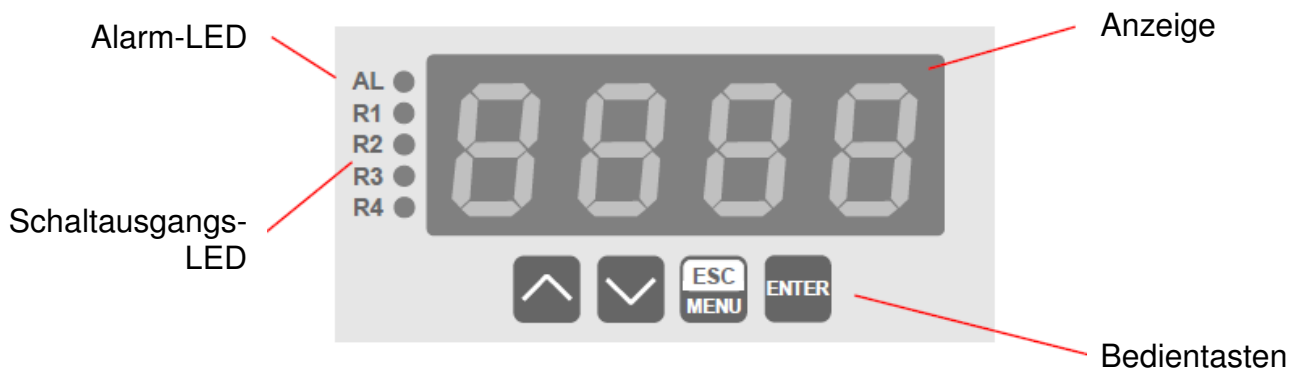 Alarm-LED
Anzeige
AL
R1
R2
R3
R4
Schaltausgangs-
LED
ESC
MENU
ENTER
Bedientasten